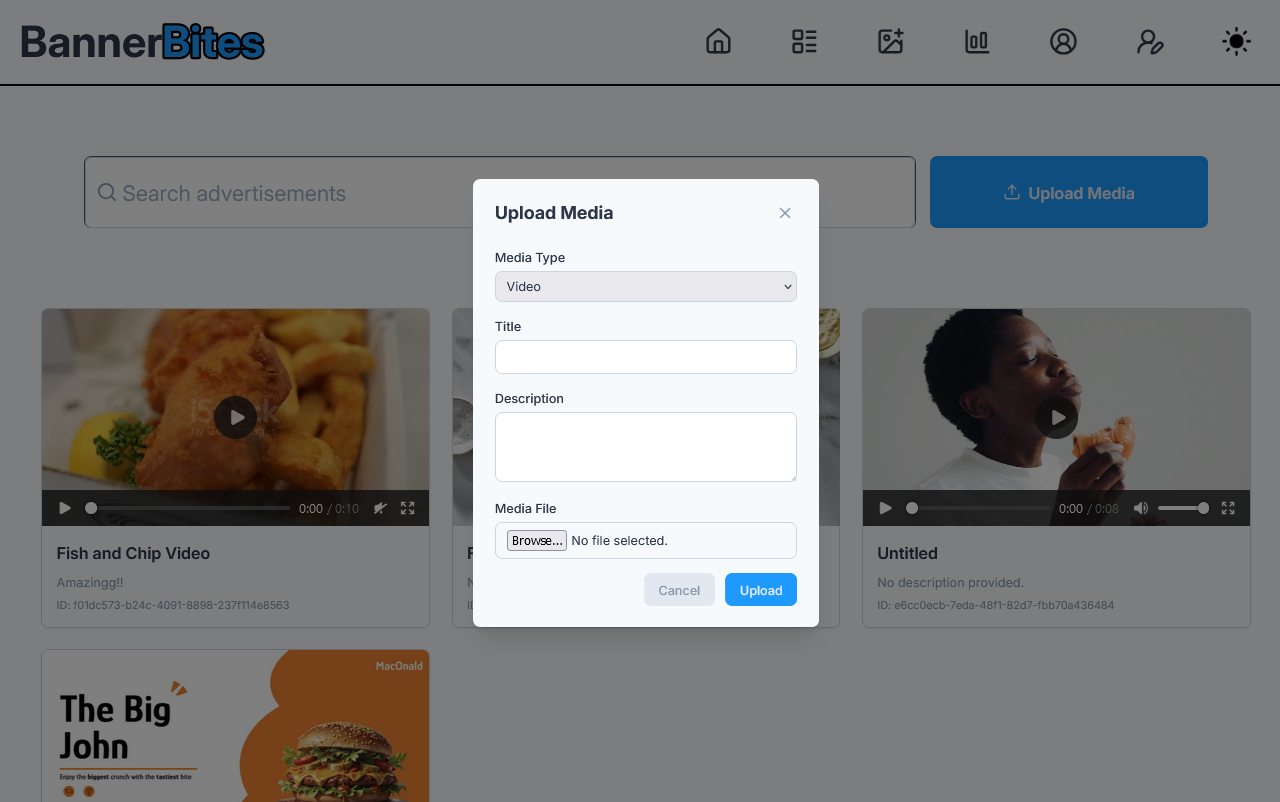 BannerBites
Search advertisements
Upload Media
Upload Media
Media Type
Video
Title
Description
Media File
Browse... No file selected.
Cancel
Upload
0:00 / 0:10
Fish and Chip Video
Amazingg!!
ID: f01dc573-b24c-4091-8898-237f114e8563
0:00 / 0:08
Untitled
No description provided.
ID: e6cc0ecb-7eda-48f1-82d7-fbb70a436484
MacOnald
The Big
John
Enjoy the biggest crunch with the tastiest bite